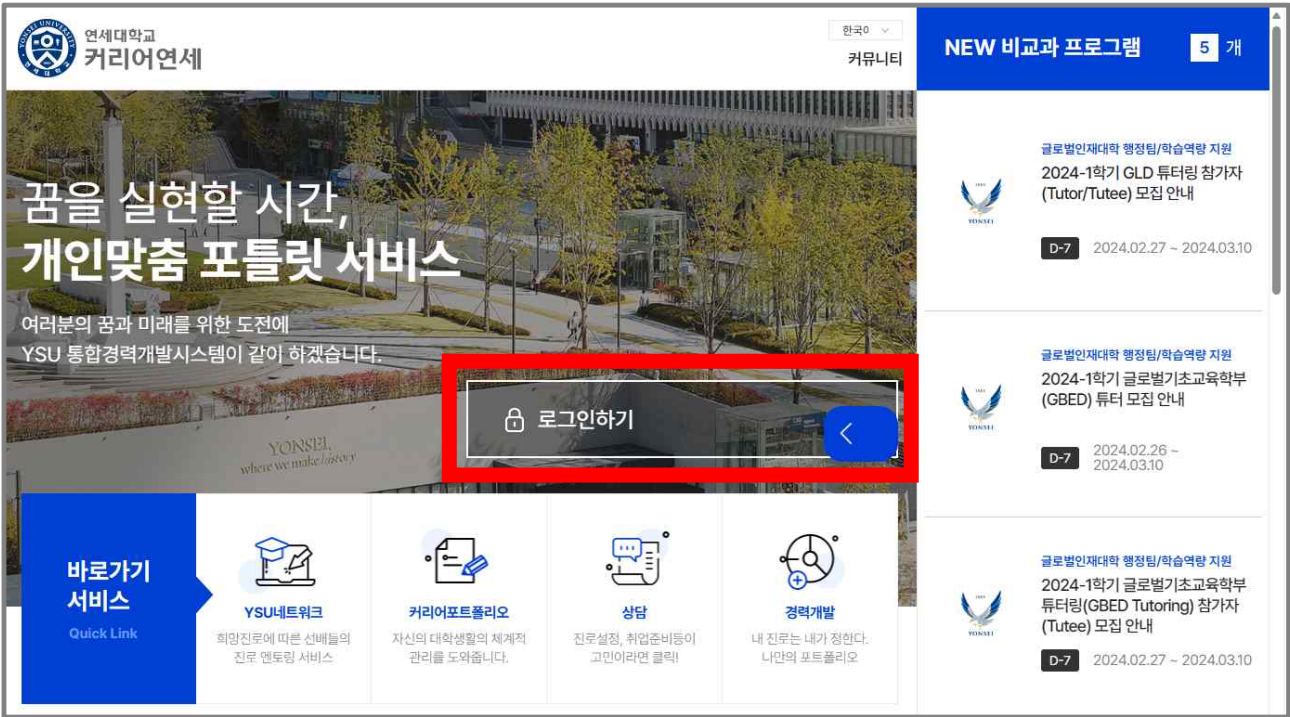 연세대학교
커리어연세
한국어
커뮤니티
꿈을 실현할 시간,
개인맞춤 포틀릿 서비스
여러분의 꿈과 미래를 위한 도전에
YSU 통합경력개발시스템이 같이 하겠습니다.
YONSEI,
where we make history
로그인하기
바로가기
서비스
Quick Link
YSU네트워크
희망진로에 따른 선배들의
진로 멘토링 서비스
커리어포트폴리오
자신의 대학생활의 체계적
관리를 도와줍니다.
상담
진로설정, 취업준비등이
고민이라면 클릭!
경력개발
내 진로는 내가 정한다.
나만의 포트폴리오
NEW 비교과 프로그램 5 개
글로벌인재대학 행정팀/학습역량 지원
2024-1학기 GLD 튜터링 참가자
(Tutor/Tutee) 모집 안내
YONSEI
D-7 2024.02.27 ~ 2024.03.10
글로벌인재대학 행정팀/학습역량 지원
2024-1학기 글로벌기초교육학부
(GBED) 튜터 모집 안내
YONSEI
D-7 2024.02.26 ~
2024.03.10
글로벌인재대학 행정팀/학습역량 지원
2024-1학기 글로벌기초교육학부
튜터링(GBED Tutoring) 참가자
(Tutee) 모집 안내
YONSEI
D-7 2024.02.27 ~ 2024.03.10